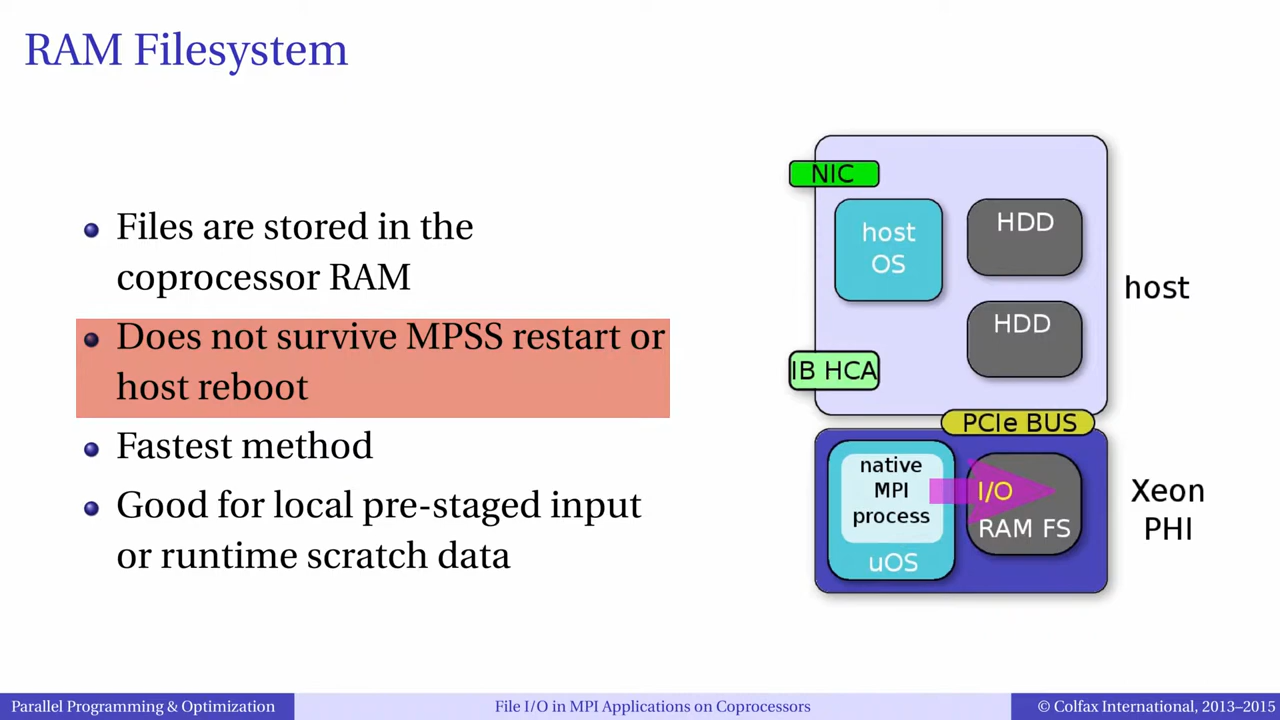 RAM Filesystem
Files are stored in the
coprocessor RAM
Does not survive MPSS restart or
host reboot
Fastest method
Good for local pre-staged input
or runtime scratch data
NIC
host
OS
HDD
HDD
host
IB HCA
PCIe BUS
native
MPI
process
uOS
I/O
RAM FS
Xeon
PHI
Parallel Programming & Optimization
File I/O in MPI Applications on Coprocessors
© Colfax International, 2013–2015